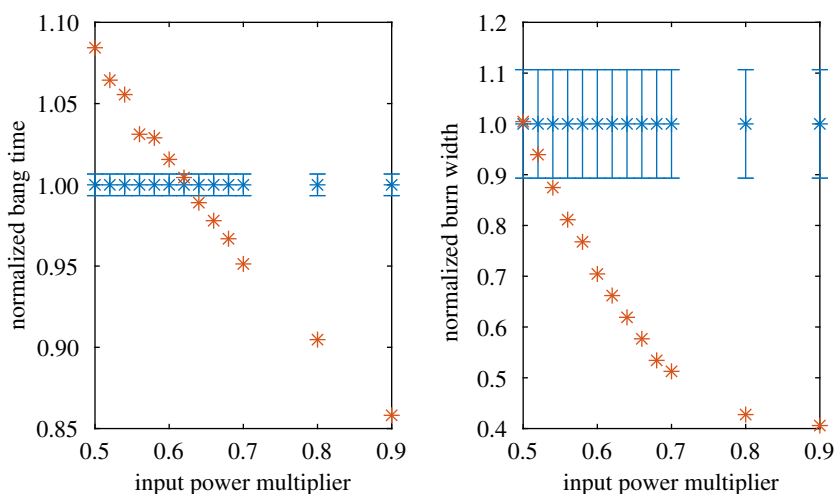 1.10
1.05
1.00
0.95
0.90
0.85
normalized bang time
0.5 0.6 0.7 0.8 0.9
input power multiplier
1.2
1.1
1.0
0.9
0.8
0.7
0.6
0.5
0.4
normalized burn width
0.5 0.6 0.7 0.8 0.9
input power multiplier